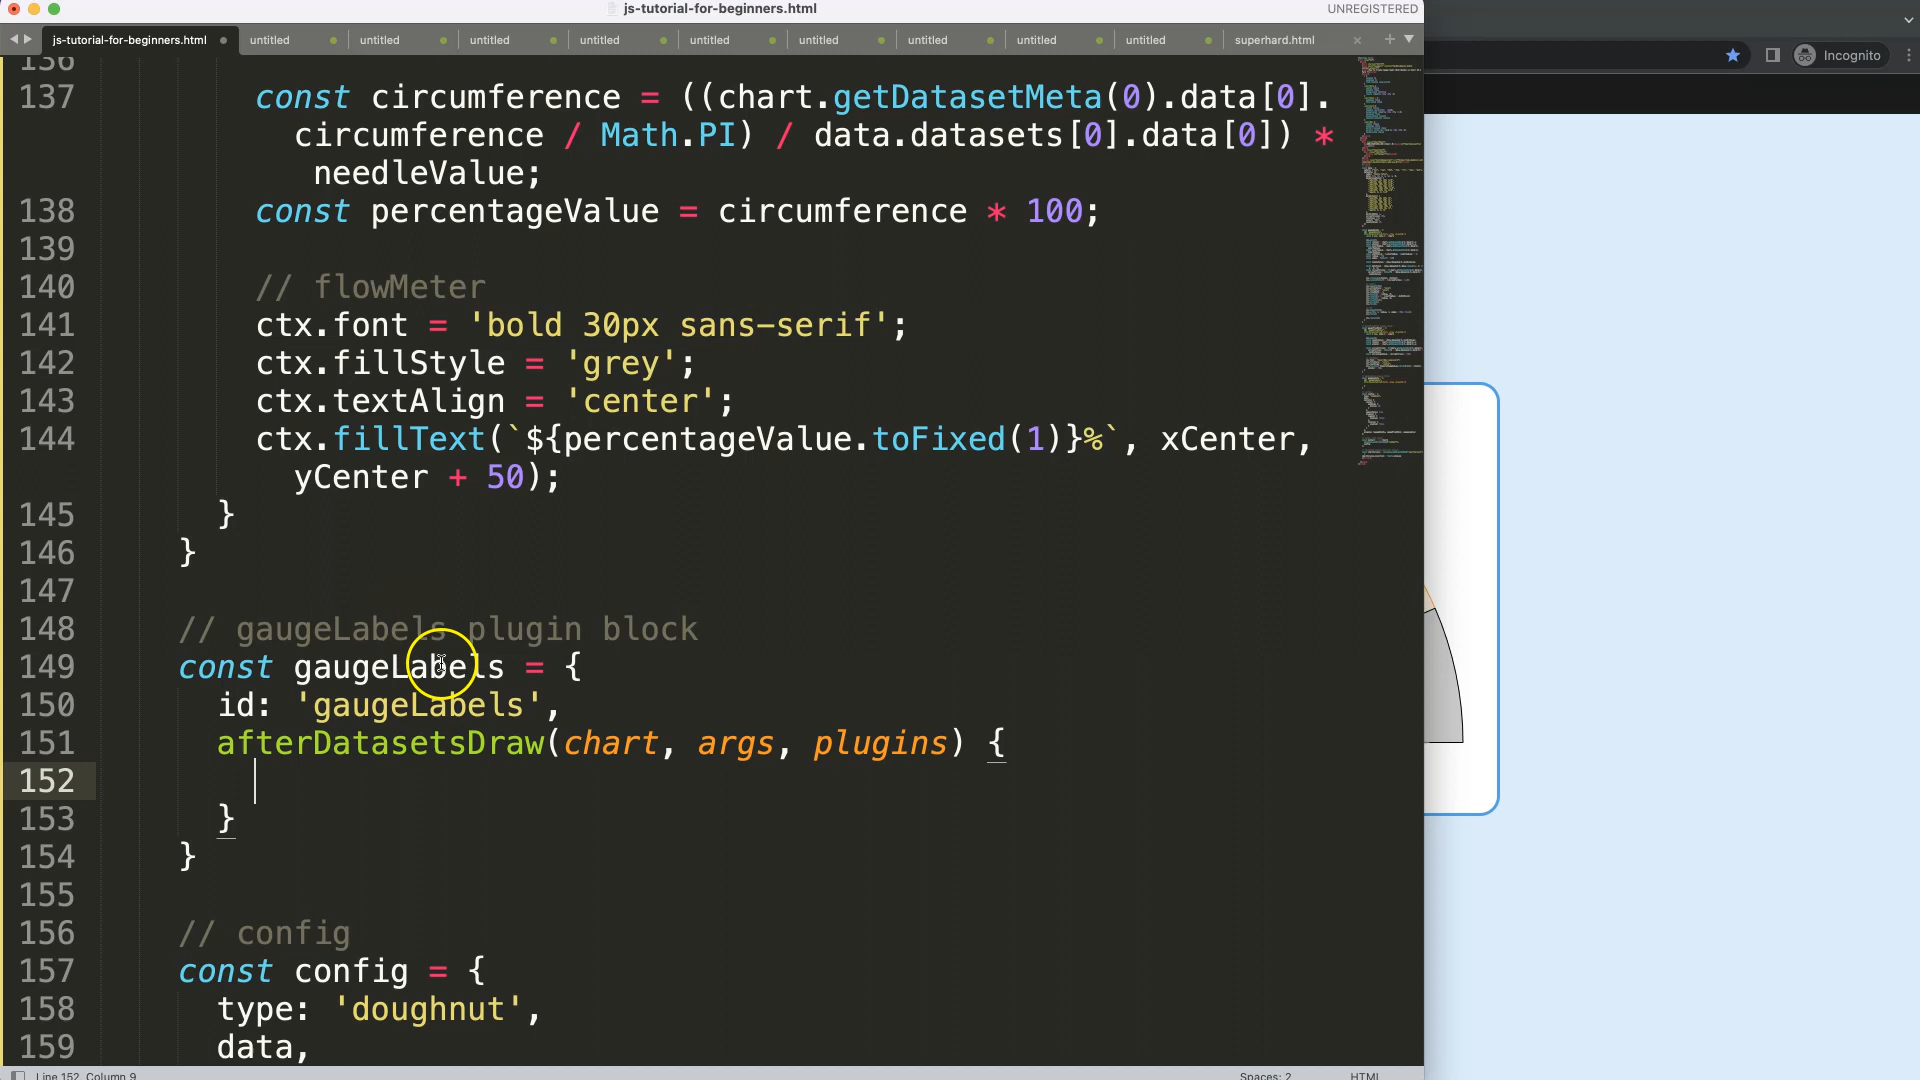 js-tutorial-for-beginners.html
UNREGISTERED
js-tutorial-for-beginners.html untitled untitled untitled untitled untitled untitled untitled untitled untitled superhard.html
Incognito
136
137 const circumference = ((chart.getDatasetMeta(0).data[0].
circumference / Math.PI) / data.datasets[0].data[0]) *
needleValue;
138 const percentageValue = circumference * 100;
139
140 // flowMeter
141 ctx.font = 'bold 30px sans-serif';
142 ctx.fillStyle = 'grey';
143 ctx.textAlign = 'center';
144 ctx.fillText(`${percentageValue.toFixed(1)}%`, xCenter,
yCenter + 50);
145 }
146 }
147
148 // gaugeLabels plugin block
149 const gaugeLabels = {
150 id: 'gaugeLabels',
151 afterDatasetsDraw(chart, args, plugins) {
152
153 }
154 }
155
156 // config
157 const config = {
158 type: 'doughnut',
159 data,
Line 152, Column 9
Spaces: 2
HTML